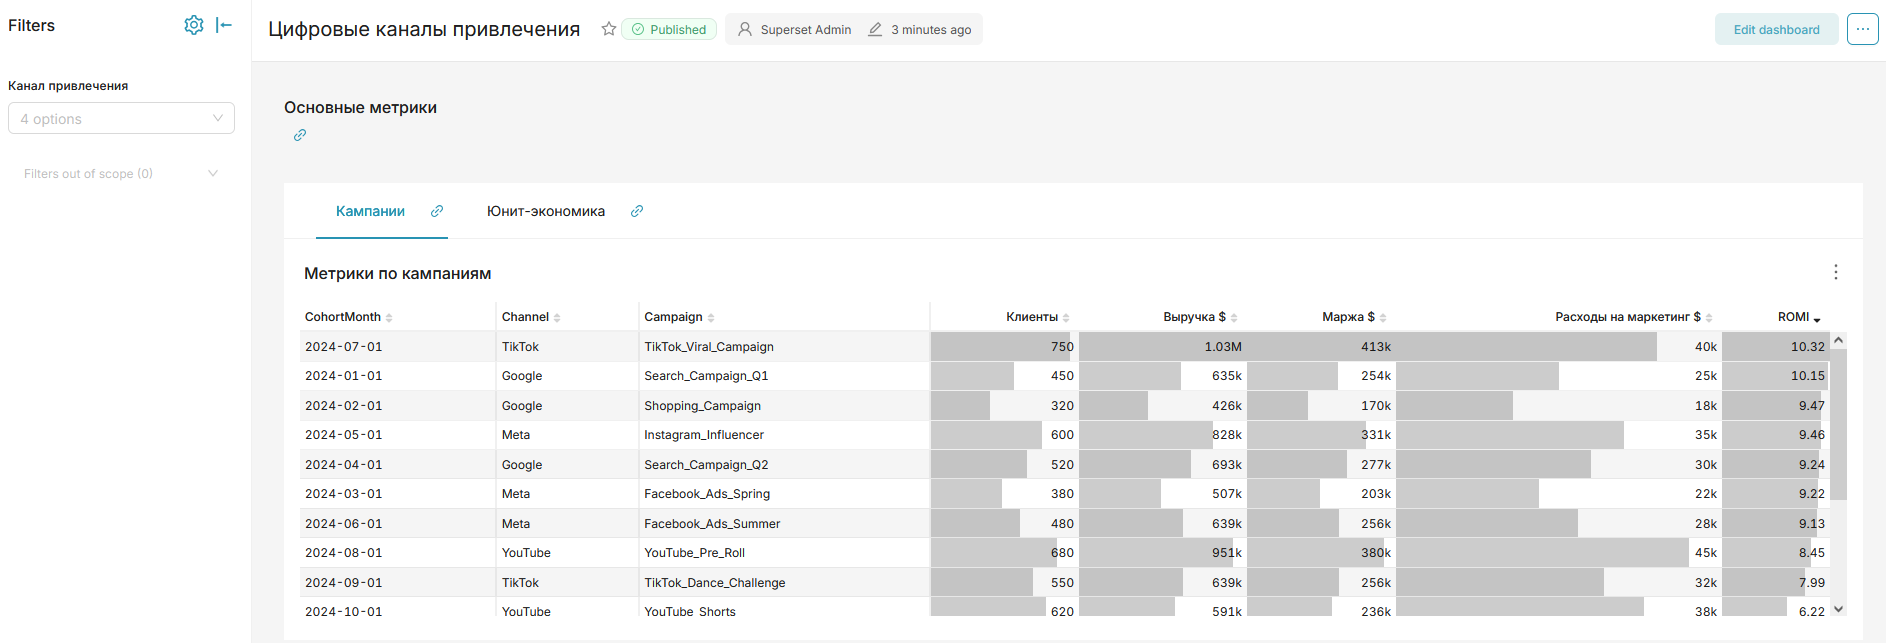 Filters
Цифровые каналы привлечения
Published
Superset Admin
3 minutes ago
Edit dashboard
...
Канал привлечения
4 options
Filters out of scope (0)
Основные метрики
Кампании
Юнит-экономика
Метрики по кампаниям
CohortMonth Channel Campaign Клиенты Выручка $ Маржа $ Расходы на маркетинг $ ROMI
2024-07-01 TikTok TikTok_Viral_Campaign 750 1.03M 413k 40k 10.32
2024-01-01 Google Search_Campaign_Q1 450 635k 254k 25k 10.15
2024-02-01 Google Shopping_Campaign 320 426k 170k 18k 9.47
2024-05-01 Meta Instagram_Influencer 600 828k 331k 35k 9.46
2024-04-01 Google Search_Campaign_Q2 520 693k 277k 30k 9.24
2024-03-01 Meta Facebook_Ads_Spring 380 507k 203k 22k 9.22
2024-06-01 Meta Facebook_Ads_Summer 480 639k 256k 28k 9.13
2024-08-01 YouTube YouTube_Pre_Roll 680 951k 380k 45k 8.45
2024-09-01 TikTok TikTok_Dance_Challenge 550 639k 256k 32k 7.99
2024-10-01 YouTube YouTube_Shorts 620 591k 236k 38k 6.22